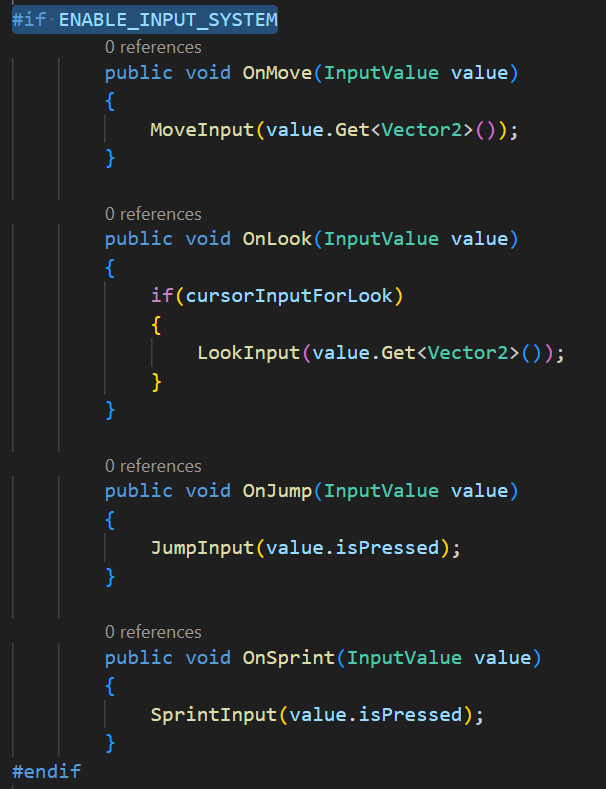 #if ENABLE_INPUT_SYSTEM
0 references
public void OnMove(InputValue value)
{
MoveInput(value.Get<Vector2>());
}
0 references
public void OnLook(InputValue value)
{
if(cursorInputForLook)
{
LookInput(value.Get<Vector2>());
}
}
0 references
public void OnJump(InputValue value)
{
JumpInput(value.isPressed);
}
0 references
public void OnSprint(InputValue value)
{
SprintInput(value.isPressed);
}
#endif